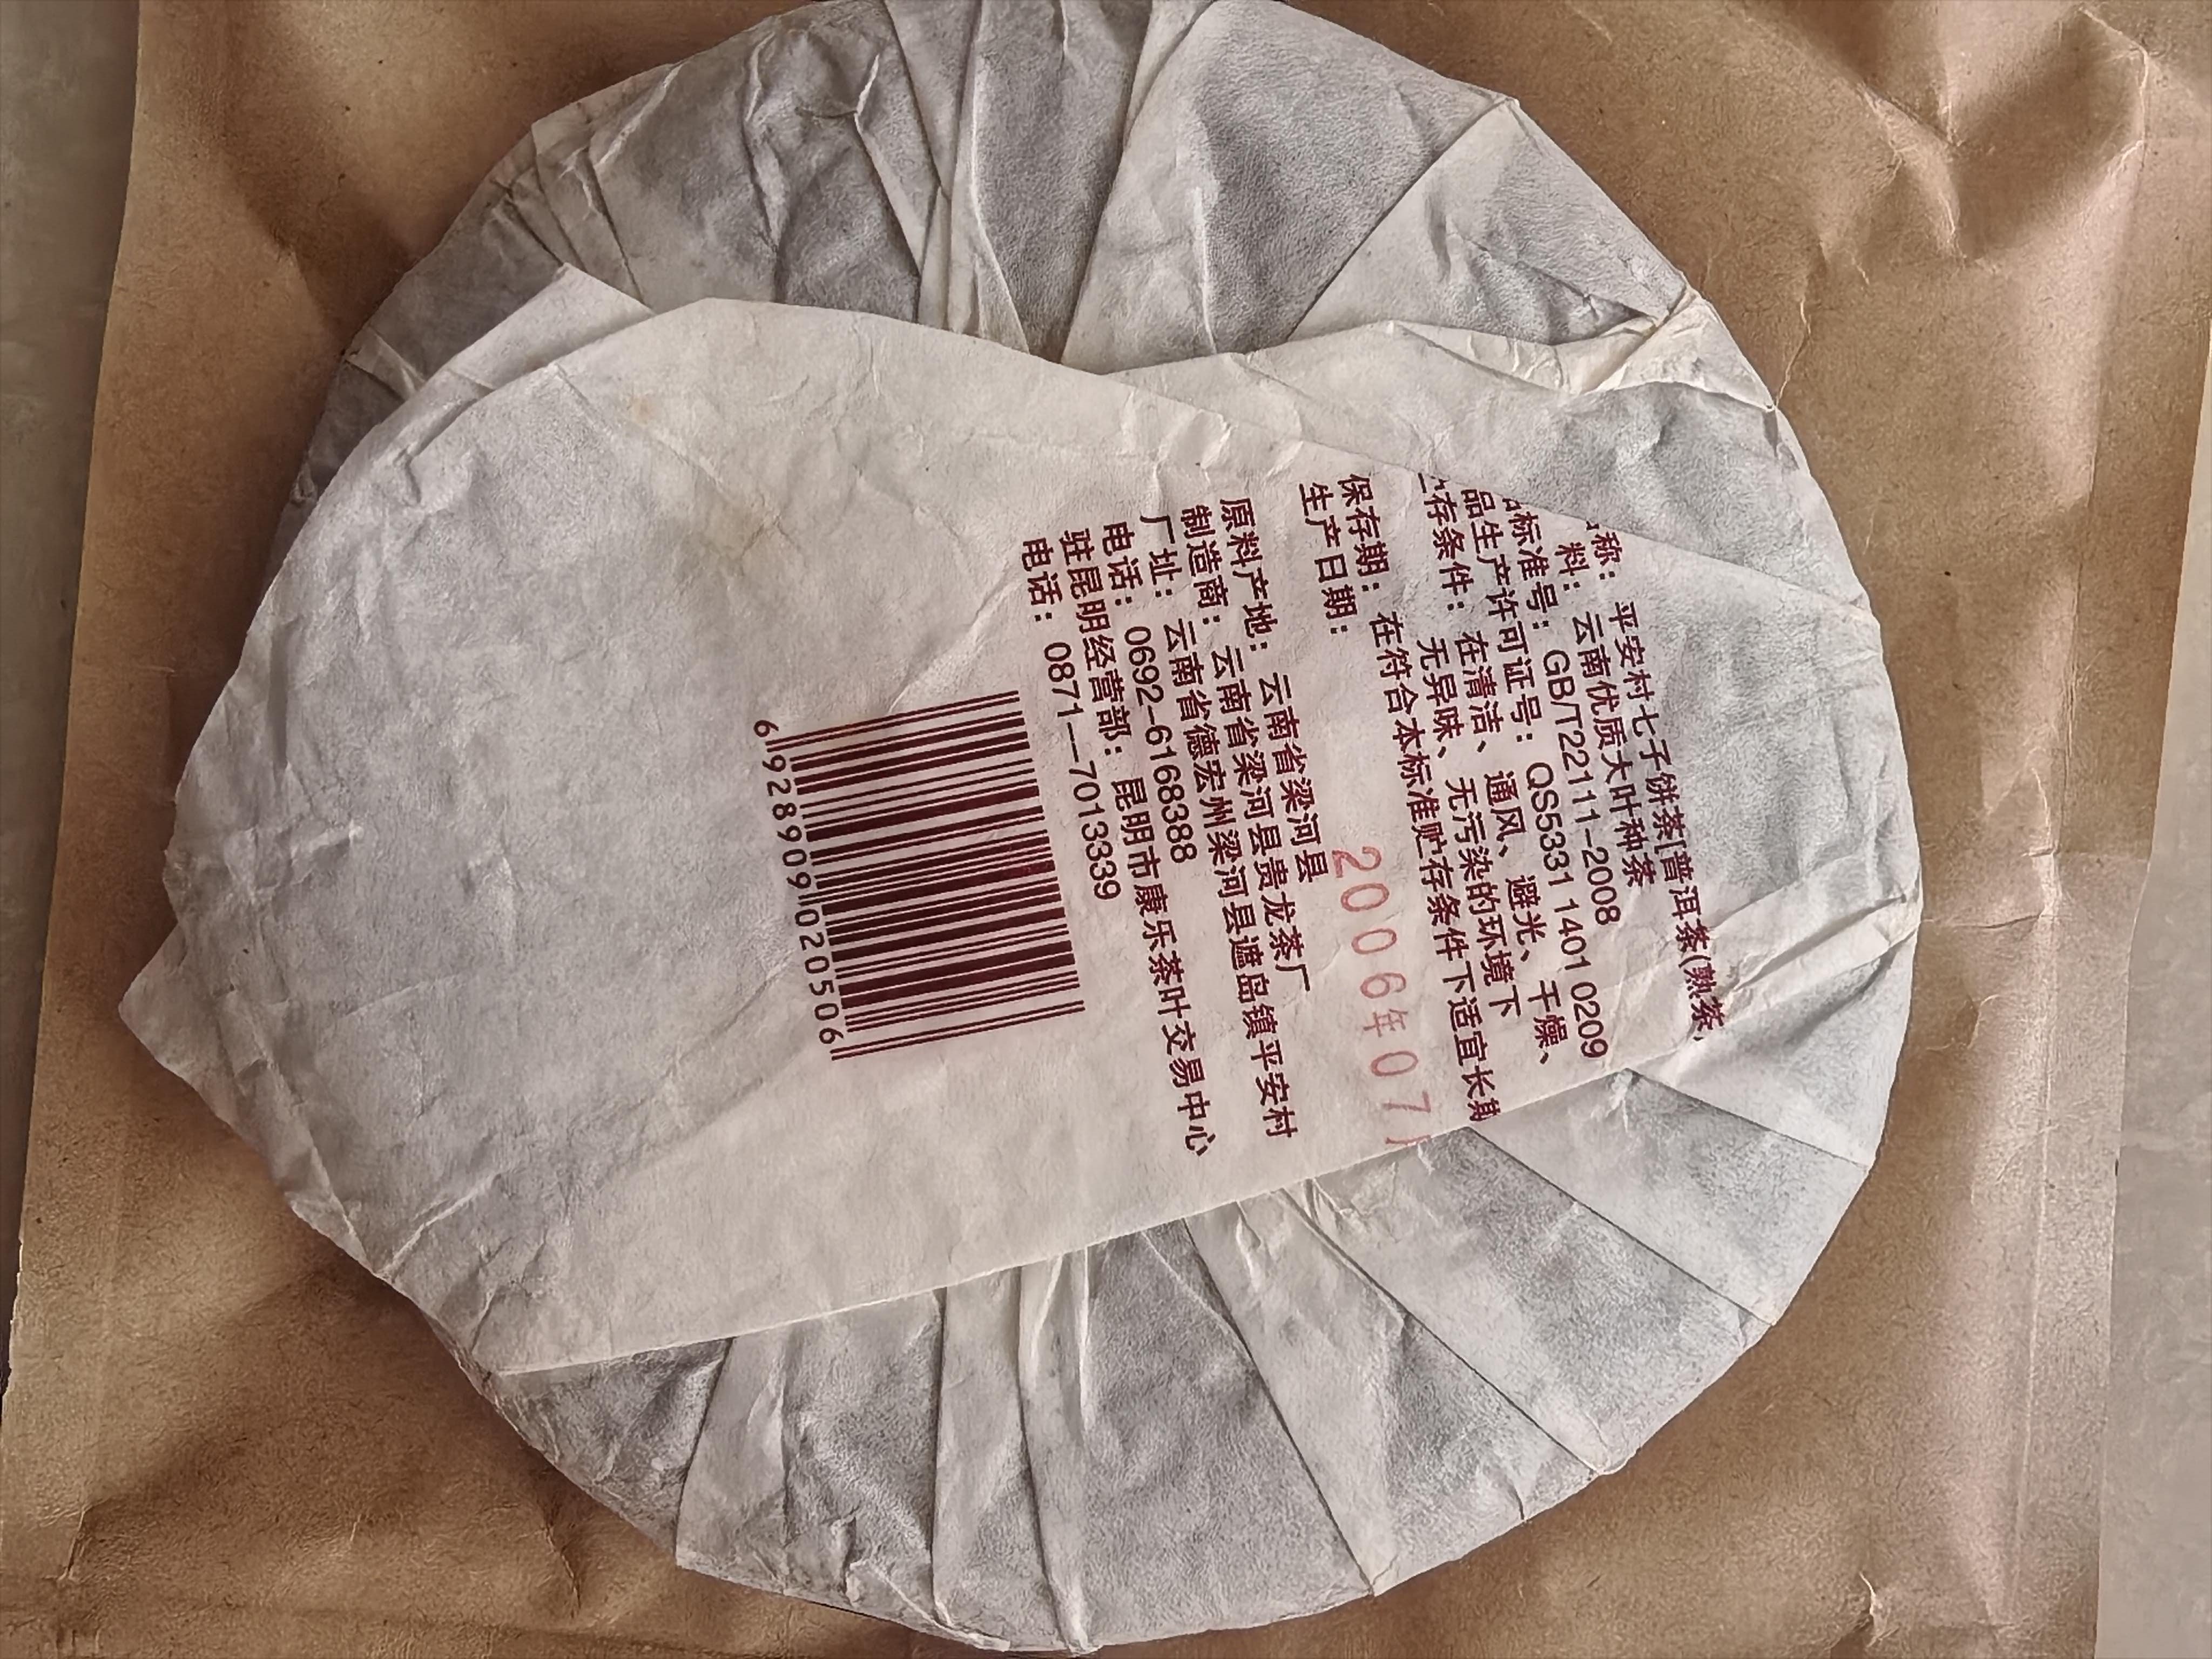 称：平安村七子饼茶[普洱茶(熟茶
料：云南优质大叶种茶
标准号：GB/T22111-2008
品生产许可证号：QS5331 1401 0209
存条件：在清洁、通风、避光、干燥、
无异味、无污染的环境下
保存期：在符合本标准贮存条件下适宜长期
生产日期：2006年07
原料产地：云南省梁河县
制造商：云南省梁河县贵龙茶厂
厂址：云南省德宏州梁河县遮岛镇平安村
电话：0692-6168388
驻昆明经营部：昆明市康乐茶叶交易中心
电话：0871—7013339
6928909020506